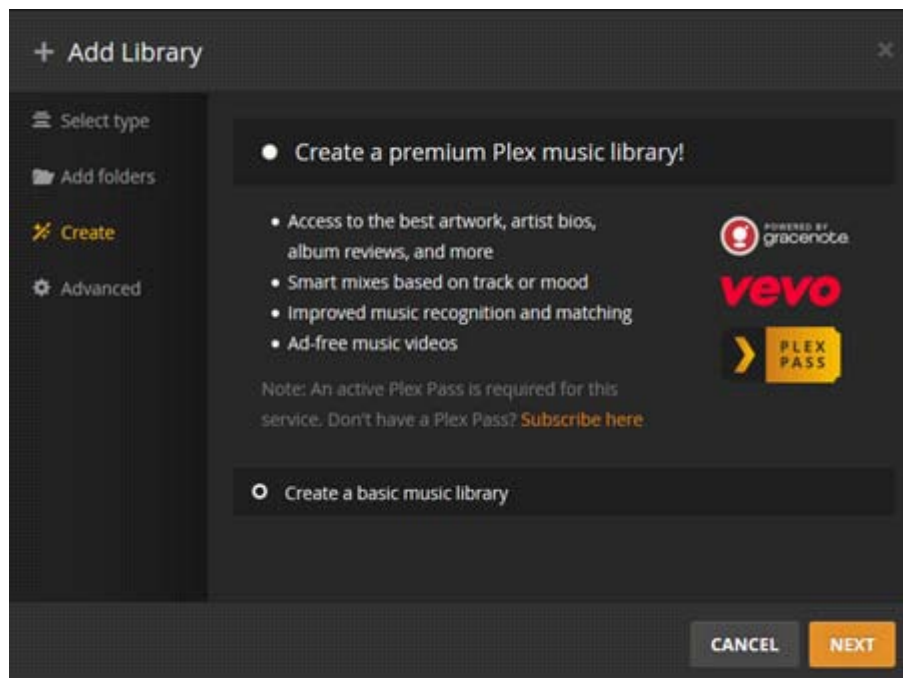 + Add Library
Select type
Add folders
Create
Advanced
Create a premium Plex music library!
• Access to the best artwork, artist bios,
album reviews, and more
• Smart mixes based on track or mood
• Improved music recognition and matching
• Ad-free music videos
POWERED BY
gracenote
vevo
PLEX
PASS
Note: An active Plex Pass is required for this
service. Don't have a Plex Pass? Subscribe here
Create a basic music library
CANCEL
NEXT